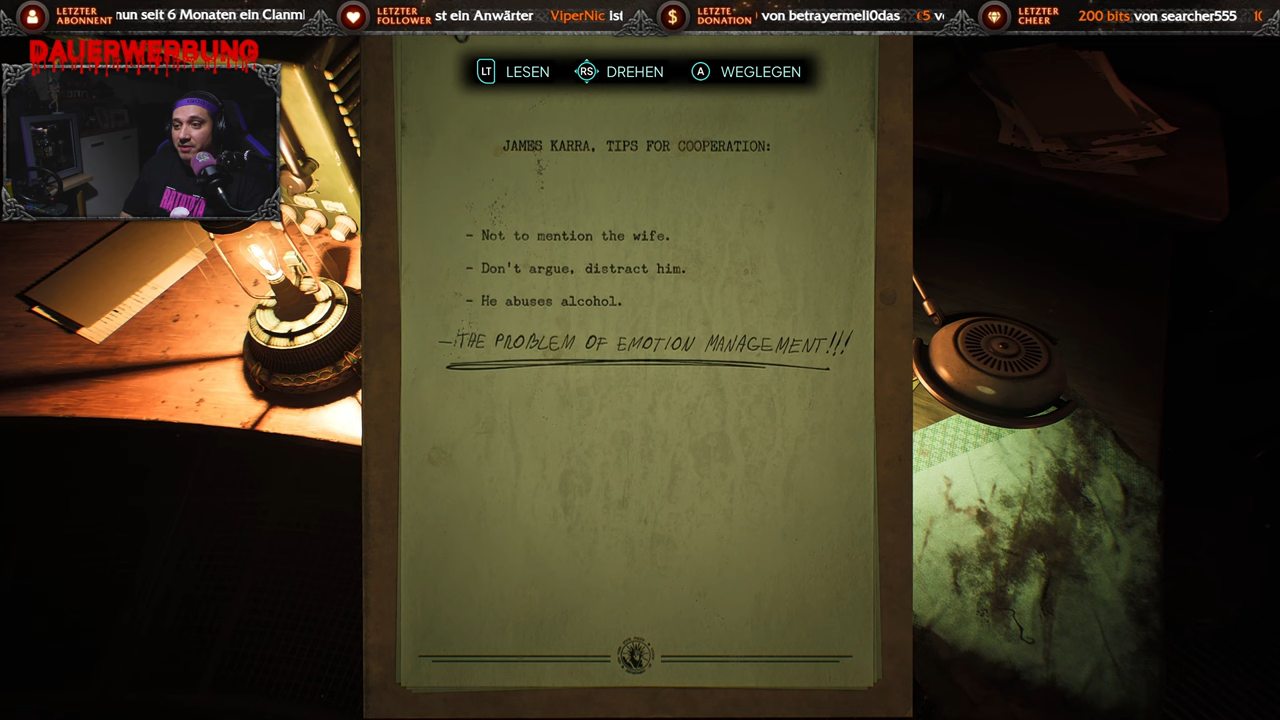 LETZTER ABONNENT
nun seit 6 Monaten ein Clanmi
LETZTER FOLLOWER
st ein Anwärter ViperNic ist
LETZTE DONATION
von betrayermell0das €5 v
LETZTER CHEER
200 bits von searcher555
DAUERWERBUNG
LT LESEN RS DREHEN A WEGLEGEN
JAMES KARRA, TIPS FOR COOPERATION:
- Not to mention the wife.
- Don't argue, distract him.
- He abuses alcohol.
- THE PROBLEM OF EMOTION MANAGEMENT!!!